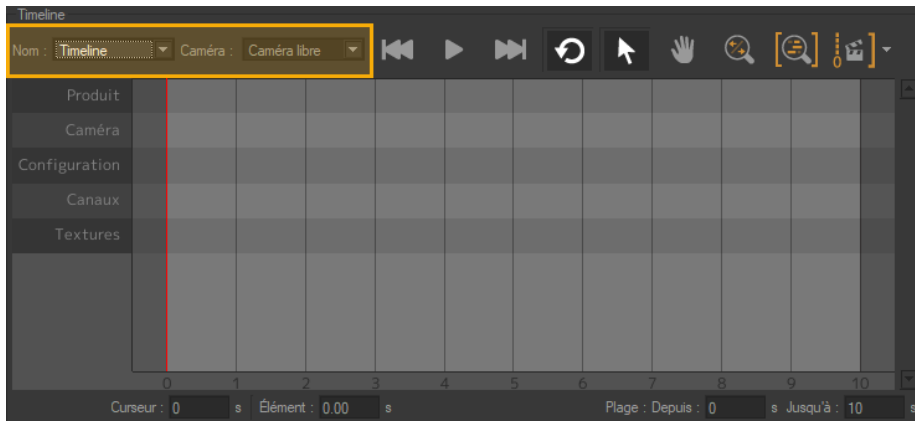 Timeline
Nom : Timeline Caméra : Caméra libre
0
Produit
Caméra
Configuration
Canaux
Textures
0 1 2 3 4 5 6 7 8 9 10
Curseur : 0 s Élément : 0.00 s Plage : Depuis : 0 s Jusqu'à : 10 s